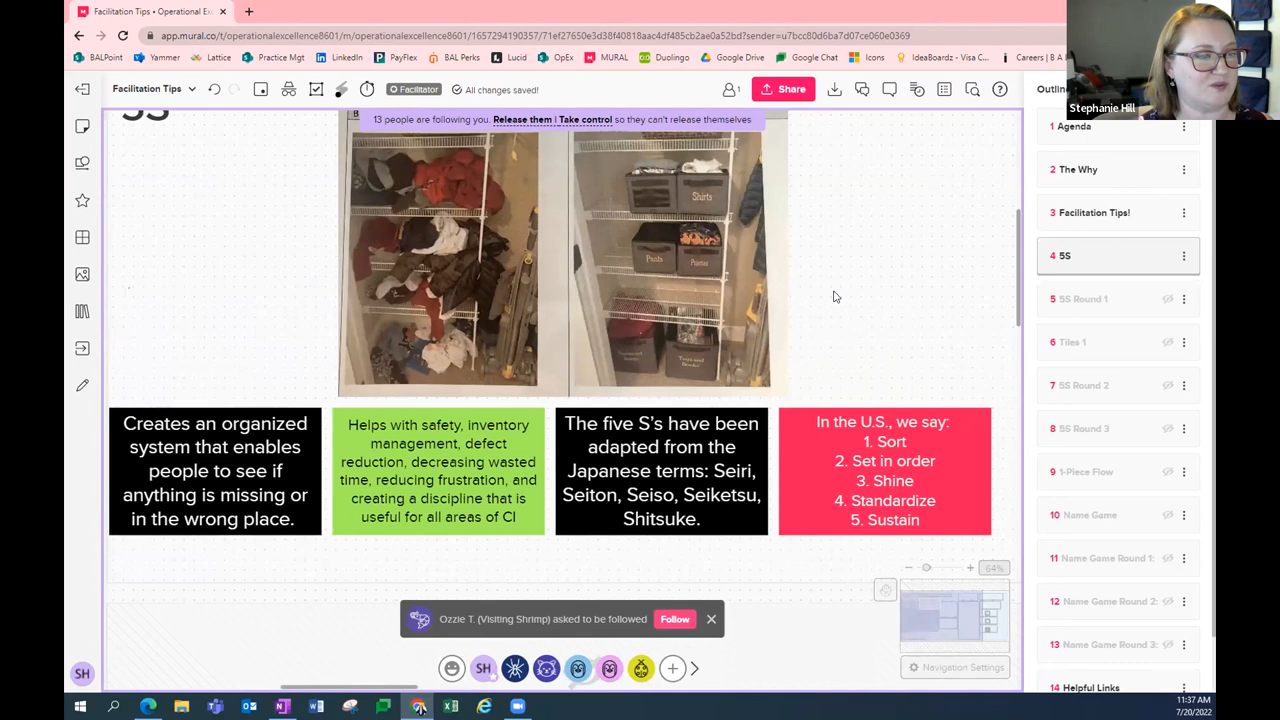 Facilitation Tips • Operational Ex
app.mural.co/t/operationalexcellence8601/m/operationalexcellence8601/1657294190357/71ef27650e3d38f40818aac4df485cb2ae0a52bd?sender=u7bcc80d6ba7d07ce060e0369
BALPoint Yammer Lattice Practice Mgt LinkedIn PayFlex BAL Perks Lucid OpEx MURAL Duolingo Google Drive Google Chat Icons IdeaBoardz - Visa C... Careers | B A
Stephanie Hill
Facilitation Tips
Facilitator
All changes saved!
1
Share
Outlin
13 people are following you. Release them | Take control so they can't release themselves
5S
Shirts
Pants
Creates an organized
system that enables
people to see if
anything is missing or
in the wrong place.
Helps with safety, inventory
management, defect
reduction, decreasing wasted
time, reducing frustration, and
creating a discipline that is
useful for all areas of CI
The five S's have been
adapted from the
Japanese terms: Seiri,
Seiton, Seiso, Seiketsu,
Shitsuke.
In the U.S., we say:
1. Sort
2. Set in order
3. Shine
4. Standardize
5. Sustain
1 Agenda
2 The Why
3 Facilitation Tips!
4 5S
5 5S Round 1
6 Tiles 1
7 5S Round 2
8 5S Round 3
9 1-Piece Flow
10 Name Game
11 Name Game Round 1:
12 Name Game Round 2:
13 Name Game Round 3:
14 Helpful Links
64%
Ozzie T. (Visiting Shrimp) asked to be followed
Follow
Navigation Settings
SH
SH
11:37 AM
7/20/2022